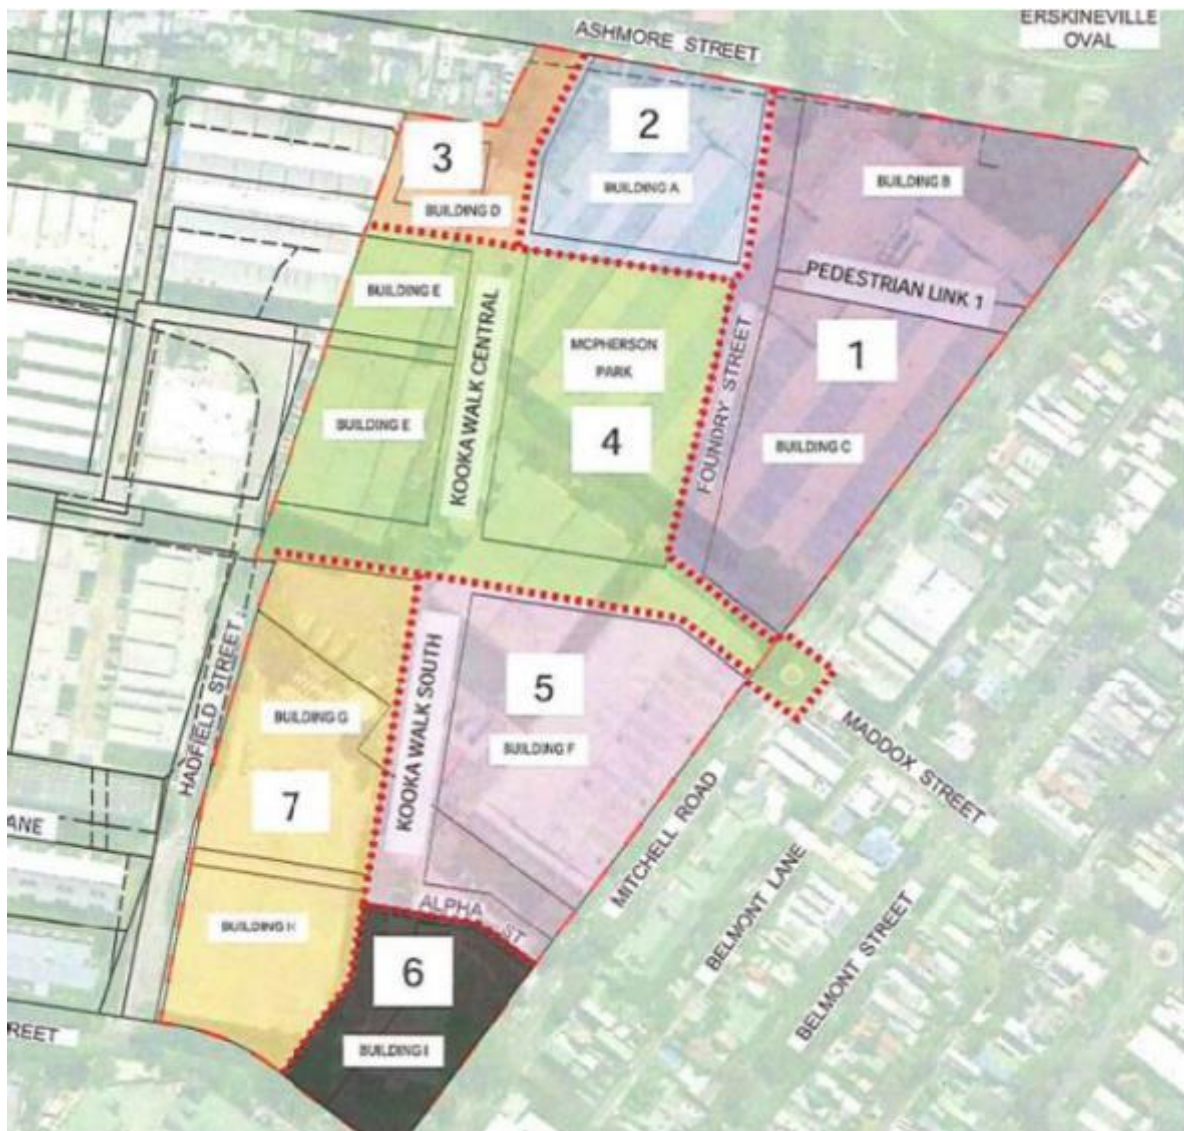 ERSKINEVILLE
OVAL
ASHMORE STREET
2
3
BUILDING A
BUILDING B
BUILDING D
PEDESTRIAN LINK 1
BUILDING E
KOOKA WALK CENTRAL
MCPHERSON
PARK
FOUNDRY STREET
1
BUILDING E
4
BUILDING C
HADFIELD STREET
KOOKA WALK SOUTH
5
BUILDING G
BUILDING F
MADDOX STREET
7
MITCHELL ROAD
ANE
BELMONT LANE
BELMONT STREET
ALPHA
ST
BUILDING H
6
REET
BUILDING I